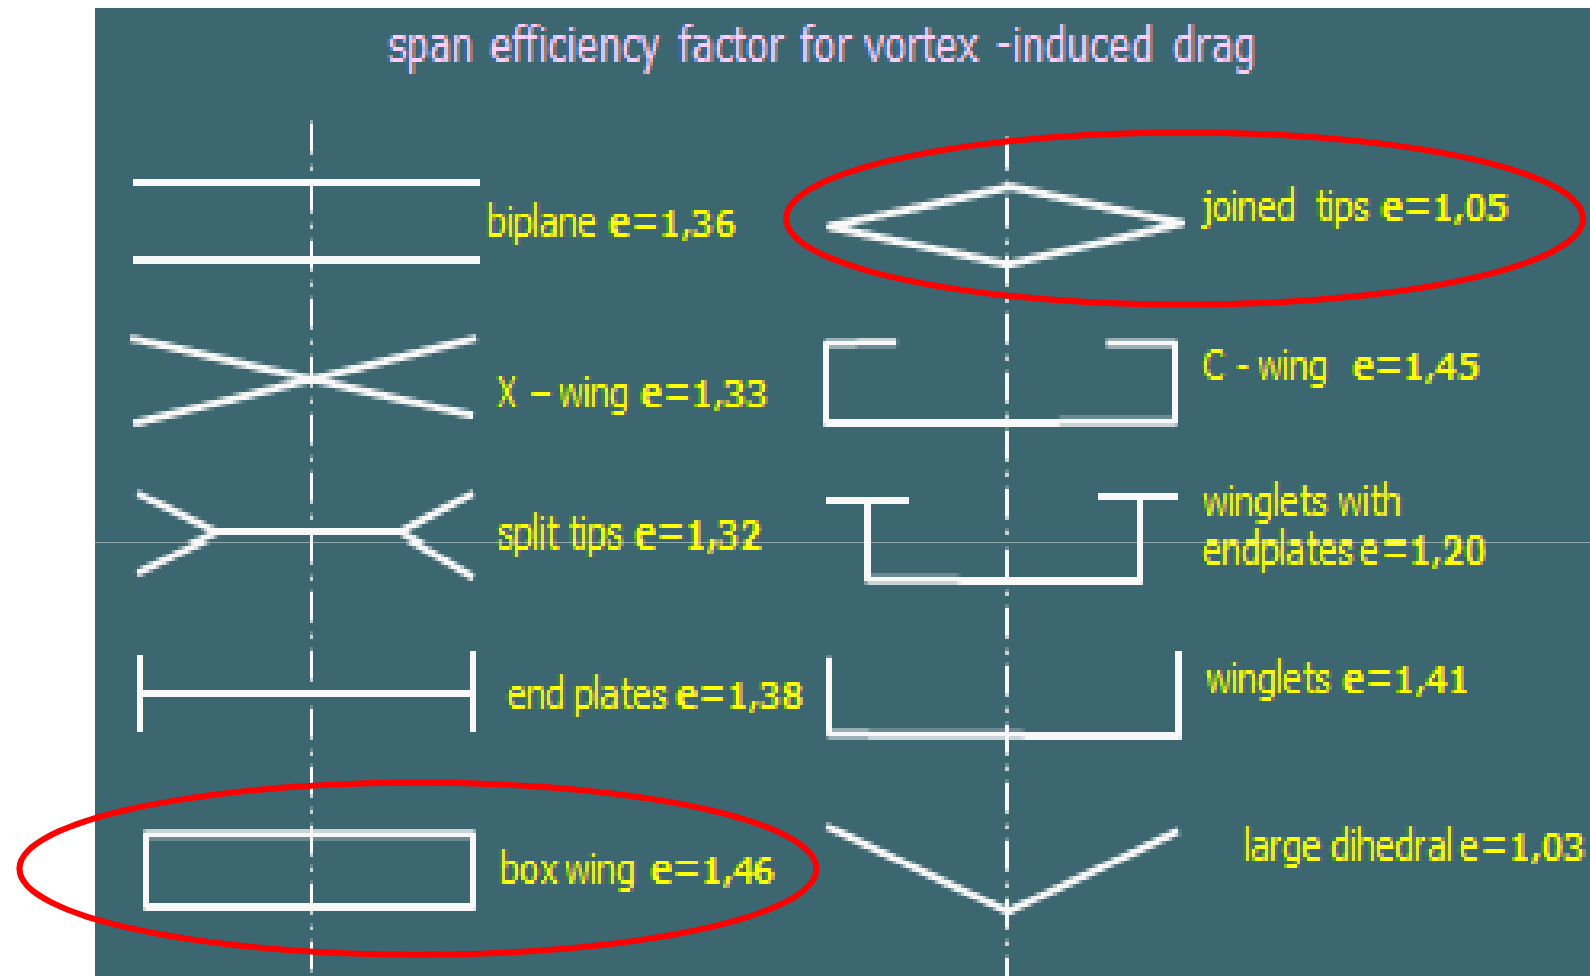 span efficiency factor for vortex -induced drag
biplane e=1,36
X – wing e=1,33
split tips e=1,32
end plates e=1,38
box wing e=1,46
joined tips e=1,05
C - wing e=1,45
winglets with
endplates e=1,20
winglets e=1,41
large dihedral e=1,03